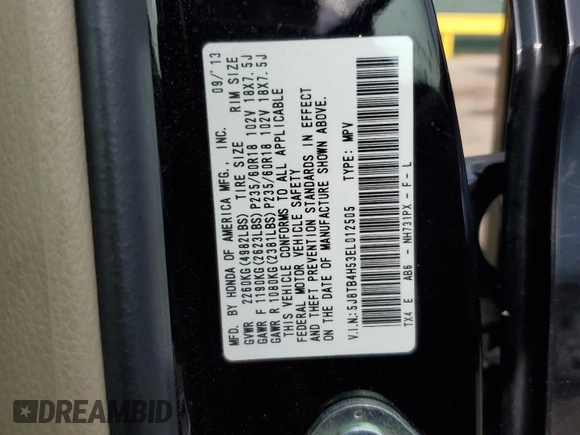 MFD. BY HONDA OF AMERICA MFG., INC. 09/'13
GVWR 2260KG(4982LBS) TIRE SIZE RIM SIZE
GAWR F 1190KG(2623LBS) P235/60R18 102V 18X7.5J
GAWR R 1080KG(2381LBS) P235/60R18 102V 18X7.5J
THIS VEHICLE CONFORMS TO ALL APPLICABLE
FEDERAL MOTOR VEHICLE SAFETY
AND THEFT PREVENTION STANDARDS IN EFFECT
ON THE DATE OF MANUFACTURE SHOWN ABOVE.
V.I.N.: 5J8TB4H53EL012505 TYPE: MPV
TX4 E AB6 - NH731PX - F - L
DREAMBID